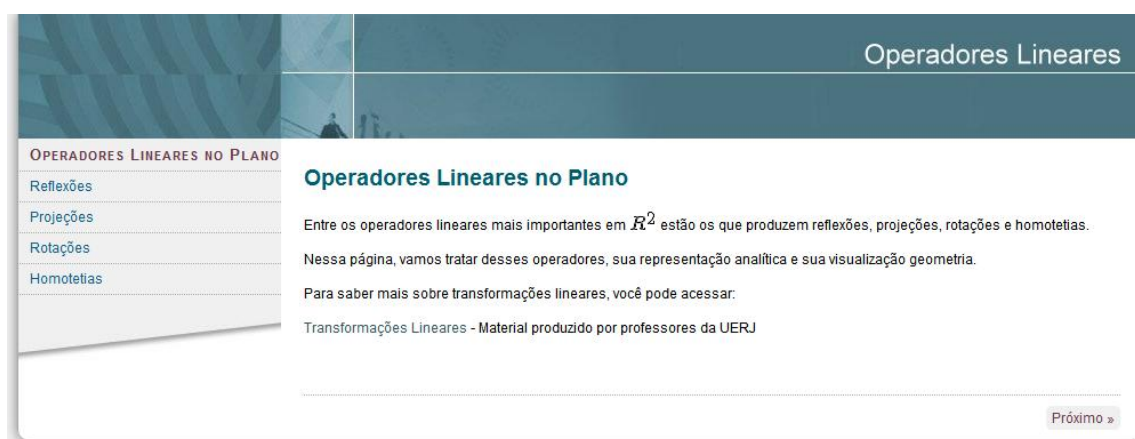 Operadores Lineares
OPERADORES LINEARES NO PLANO
Reflexões
Projeções
Rotações
Homotetias
Operadores Lineares no Plano
Entre os operadores lineares mais importantes em R² estão os que produzem reflexões, projeções, rotações e homotetias.
Nessa página, vamos tratar desses operadores, sua representação analítica e sua visualização geometria.
Para saber mais sobre transformações lineares, você pode acessar:
Transformações Lineares - Material produzido por professores da UERJ
Próximo »